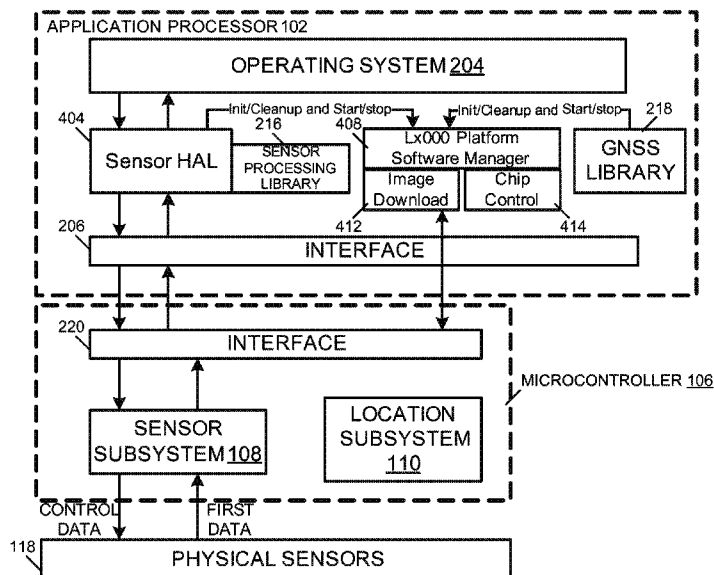 APPLICATION PROCESSOR 102
OPERATING SYSTEM 204
Init/Cleanup and Start/stop
Init/Cleanup and Start/stop
404
216
408
218
Sensor HAL
SENSOR
PROCESSING
LIBRARY
Lx000 Platform
Software Manager
GNSS
LIBRARY
Image
Download
Chip
Control
412
414
206
INTERFACE
220
INTERFACE
MICROCONTROLLER 106
SENSOR
SUBSYSTEM 108
LOCATION
SUBSYSTEM
110
CONTROL
DATA
FIRST
DATA
118
PHYSICAL SENSORS